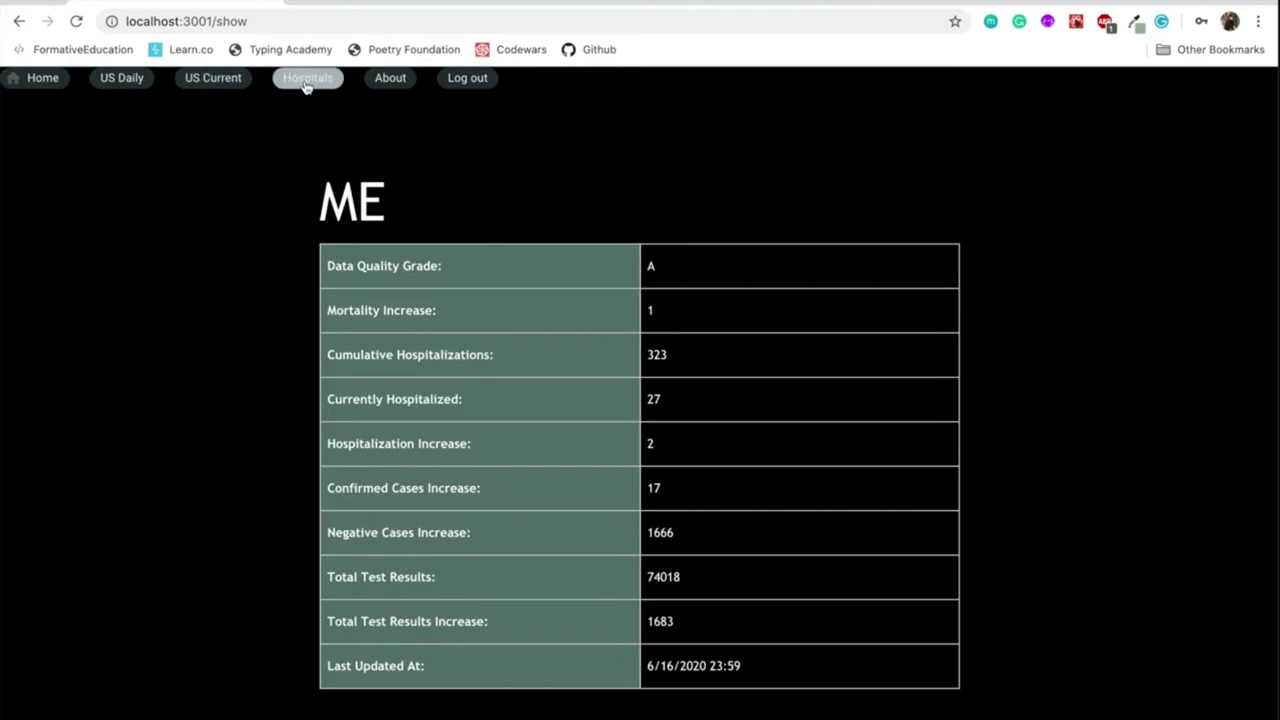 localhost:3001/show
1
FormativeEducation Learn.co Typing Academy Poetry Foundation Codewars Github Other Bookmarks
Home US Daily US Current Hospitals About Log out
ME
Data Quality Grade: A
Mortality Increase: 1
Cumulative Hospitalizations: 323
Currently Hospitalized: 27
Hospitalization Increase: 2
Confirmed Cases Increase: 17
Negative Cases Increase: 1666
Total Test Results: 74018
Total Test Results Increase: 1683
Last Updated At: 6/16/2020 23:59